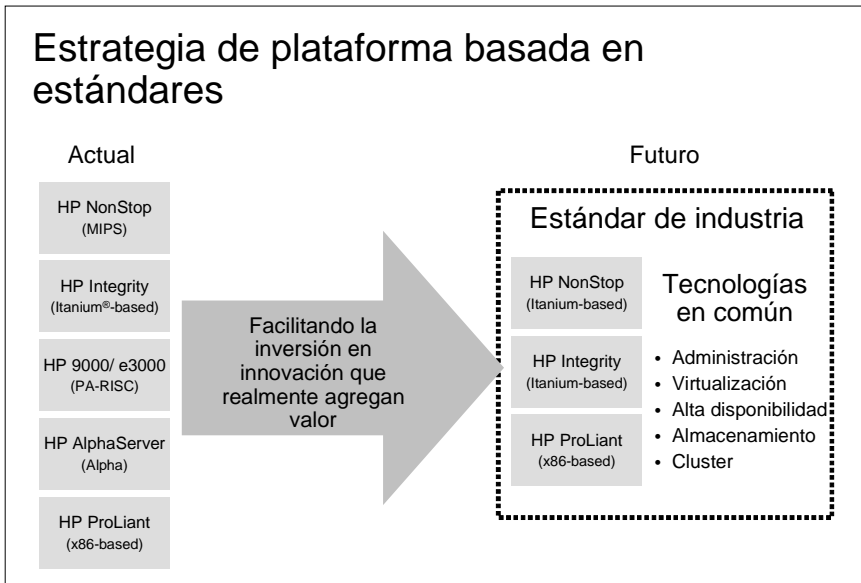 Estrategia de plataforma basada en
estándares
Actual
HP NonStop
(MIPS)
HP Integrity
(Itanium®-based)
HP 9000/ e3000
(PA-RISC)
HP AlphaServer
(Alpha)
HP ProLiant
(x86-based)
Facilitando la
inversión en
innovación que
realmente agregan
valor
Futuro
Estándar de industria
HP NonStop
(Itanium-based)
HP Integrity
(Itanium-based)
HP ProLiant
(x86-based)
Tecnologías
en común
• Administración
• Virtualización
• Alta disponibilidad
• Almacenamiento
• Cluster